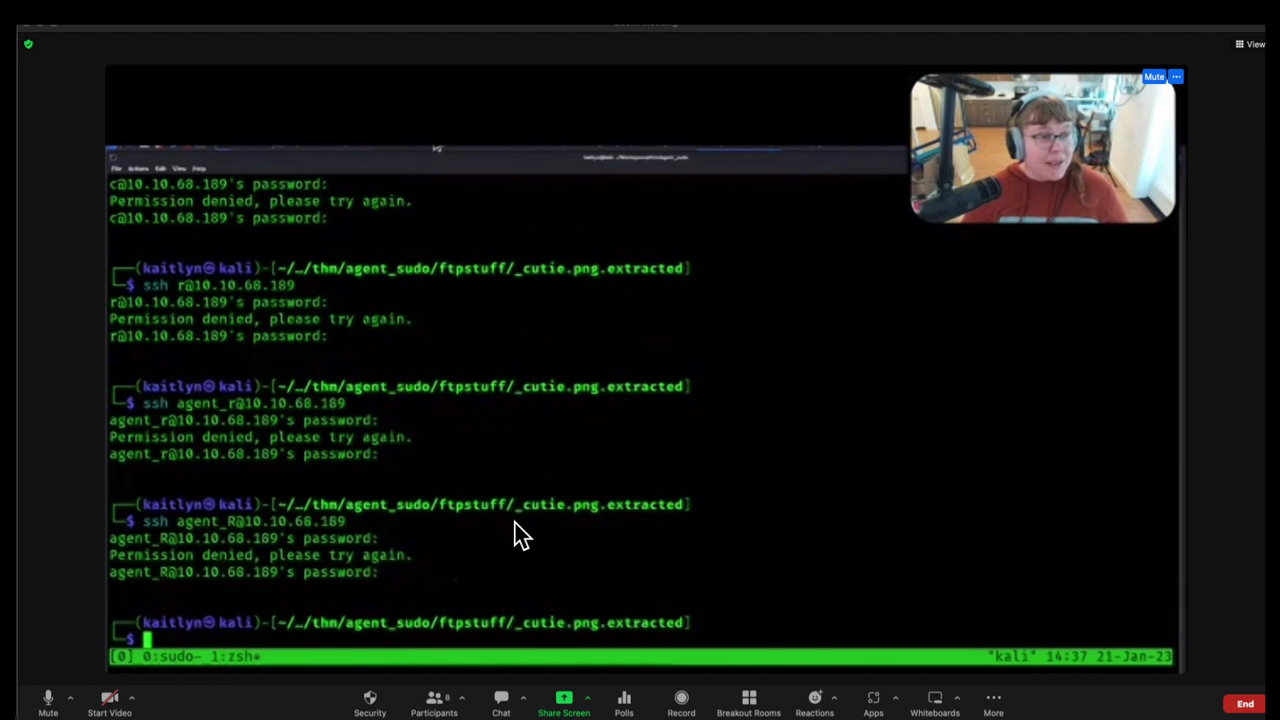 View
Mute ...
File Actions Edit View Help
c@10.10.68.189's password:
Permission denied, please try again.
c@10.10.68.189's password:
┌──(kaitlyn㉿kali)-[~/…/thm/agent_sudo/ftpstuff/_cutie.png.extracted]
└─$ ssh r@10.10.68.189
r@10.10.68.189's password:
Permission denied, please try again.
r@10.10.68.189's password:
┌──(kaitlyn㉿kali)-[~/…/thm/agent_sudo/ftpstuff/_cutie.png.extracted]
└─$ ssh agent_r@10.10.68.189
agent_r@10.10.68.189's password:
Permission denied, please try again.
agent_r@10.10.68.189's password:
┌──(kaitlyn㉿kali)-[~/…/thm/agent_sudo/ftpstuff/_cutie.png.extracted]
└─$ ssh agent_R@10.10.68.189
agent_R@10.10.68.189's password:
Permission denied, please try again.
agent_R@10.10.68.189's password:
┌──(kaitlyn㉿kali)-[~/…/thm/agent_sudo/ftpstuff/_cutie.png.extracted]
└─$
[0] 0:sudo- 1:zsh* "kali" 14:37 21-Jan-23
Mute Start Video Security Participants 8 Chat Share Screen Polls Record Breakout Rooms Reactions Apps Whiteboards More End